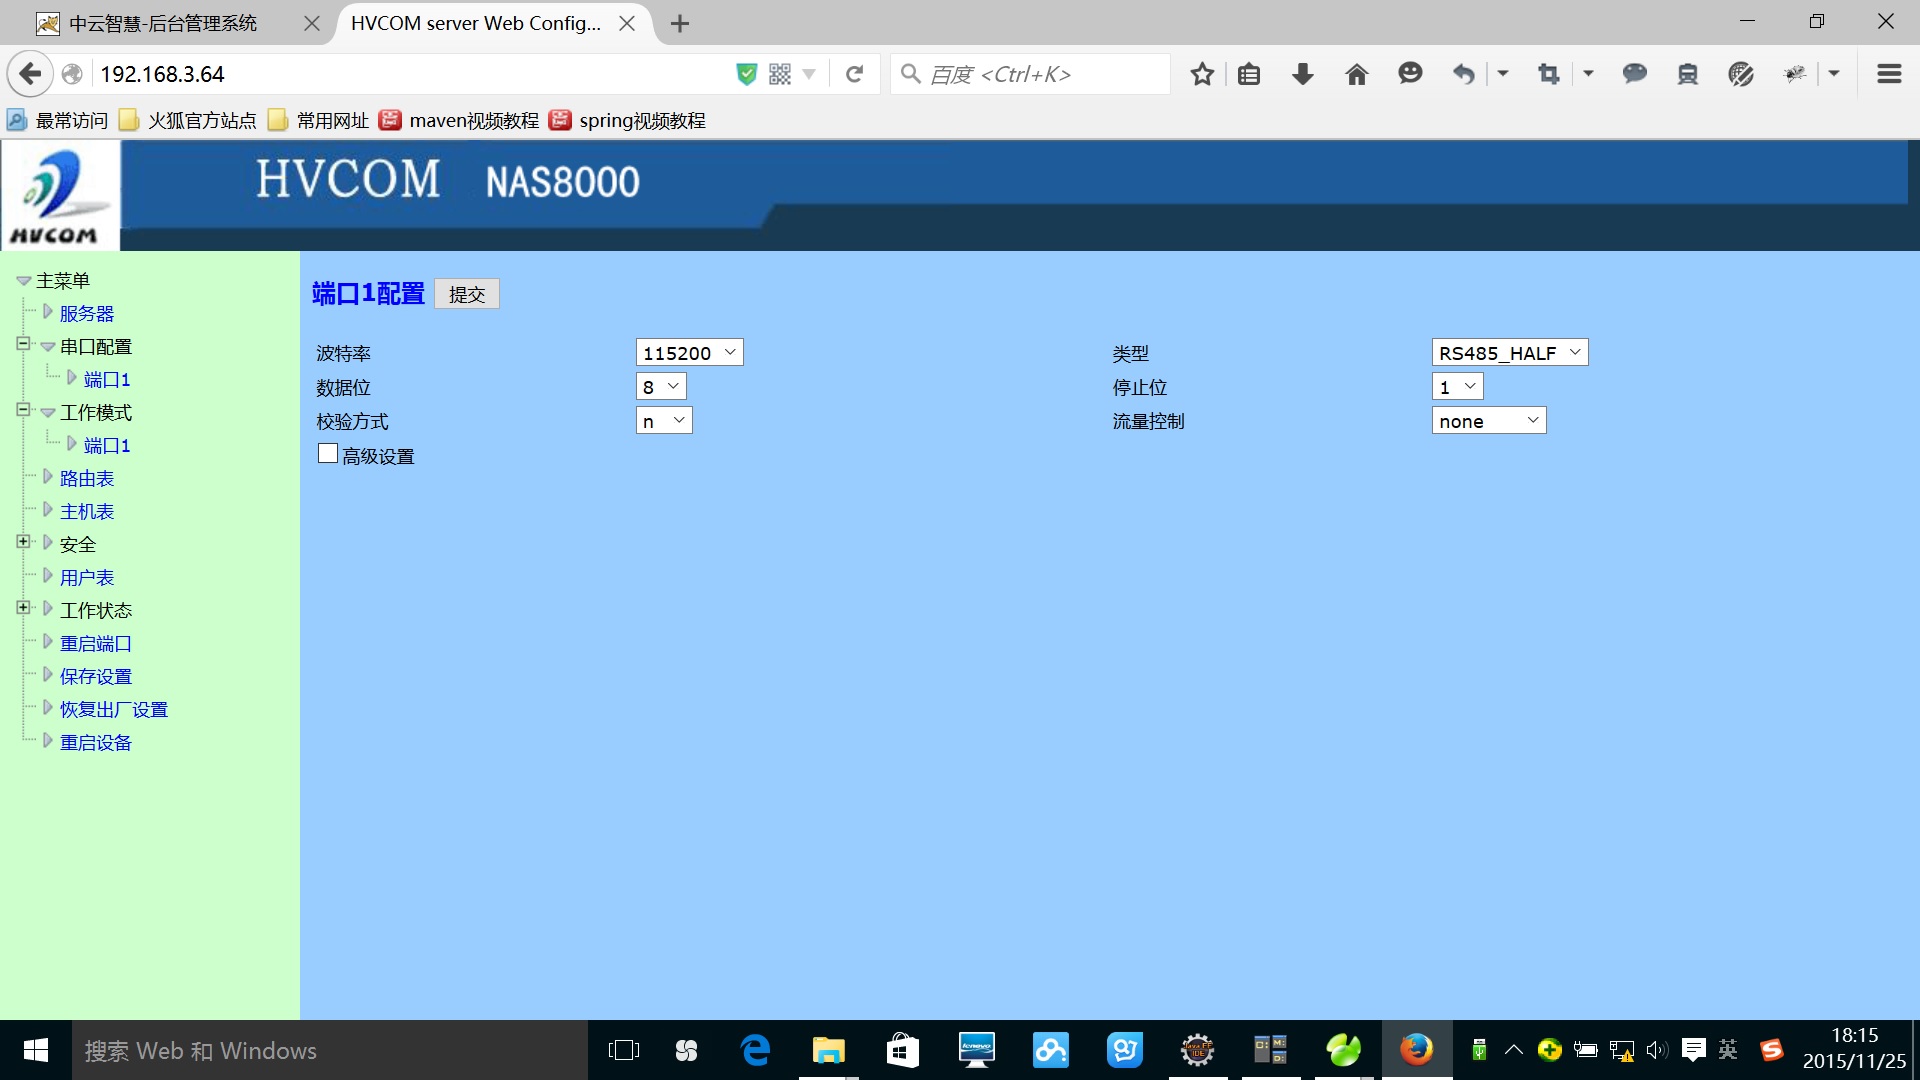 中云智慧-后台管理系统
HVCOM server Web Config...
192.168.3.64
百度 <Ctrl+K>
最常访问 火狐官方站点 常用网址 maven视频教程 spring视频教程
HVCOM NAS8000
HVCOM
主菜单
服务器
串口配置
端口1
工作模式
端口1
路由表
主机表
安全
用户表
工作状态
重启端口
保存设置
恢复出厂设置
重启设备
端口1配置 提交
波特率 115200 类型 RS485_HALF
数据位 8 停止位 1
校验方式 n 流量控制 none
高级设置
搜索 Web 和 Windows
lenovo
英
18:15
2015/11/25